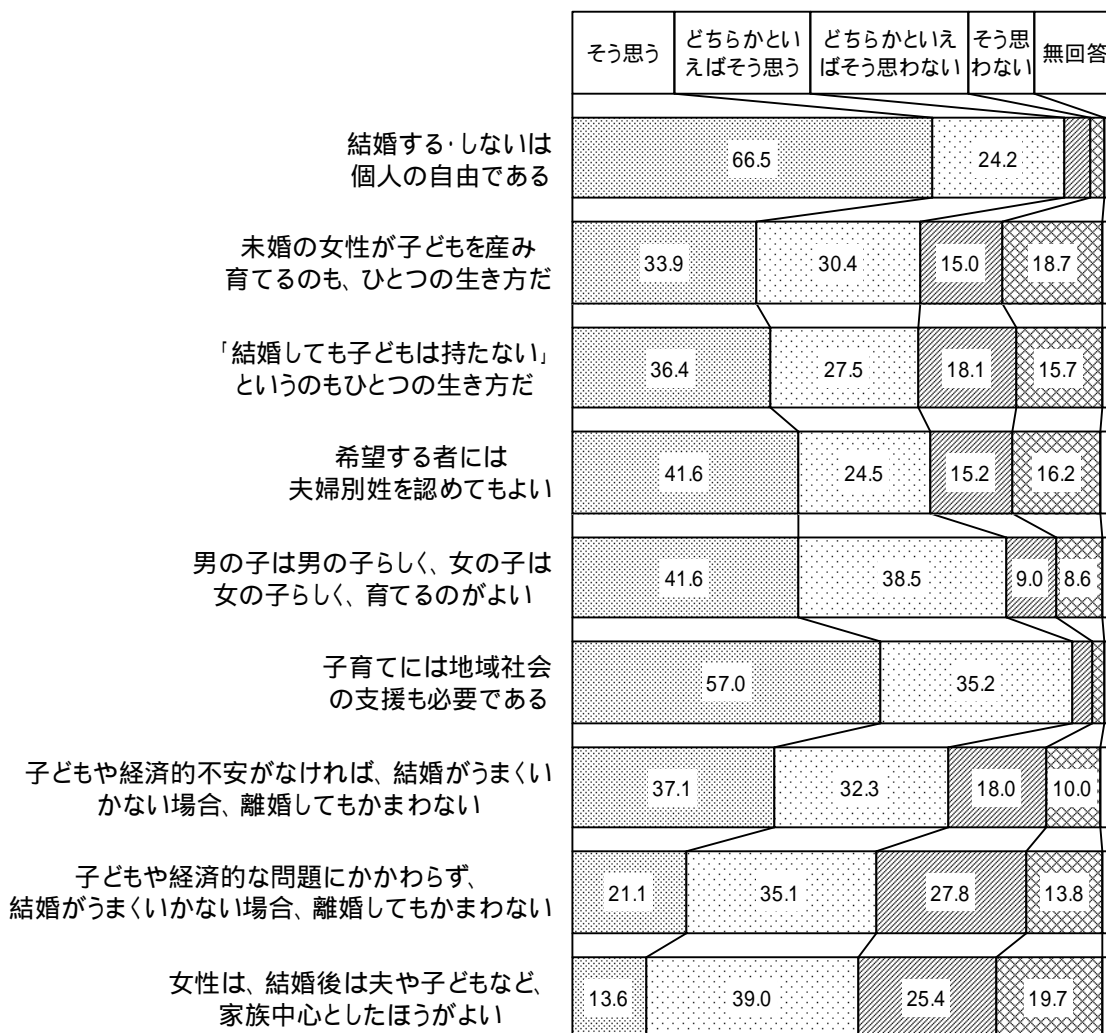 そう思う
どちらかとい
えばそう思う
どちらかといえ
ばそう思わない
そう思
わない
無回答
結婚する・しないは
個人の自由である
66.5
24.2
未婚の女性が子どもを産み
育てるのも、ひとつの生き方だ
33.9
30.4
15.0
18.7
「結婚しても子どもは持たない」
というのもひとつの生き方だ
36.4
27.5
18.1
15.7
希望する者には
夫婦別姓を認めてもよい
41.6
24.5
15.2
16.2
男の子は男の子らしく、女の子は
女の子らしく、育てるのがよい
41.6
38.5
9.0
8.6
子育てには地域社会
の支援も必要である
57.0
35.2
子どもや経済的不安がなければ、結婚がうまくい
かない場合、離婚してもかまわない
37.1
32.3
18.0
10.0
子どもや経済的な問題にかかわらず、
結婚がうまくいかない場合、離婚してもかまわない
21.1
35.1
27.8
13.8
女性は、結婚後は夫や子どもなど、
家族中心としたほうがよい
13.6
39.0
25.4
19.7